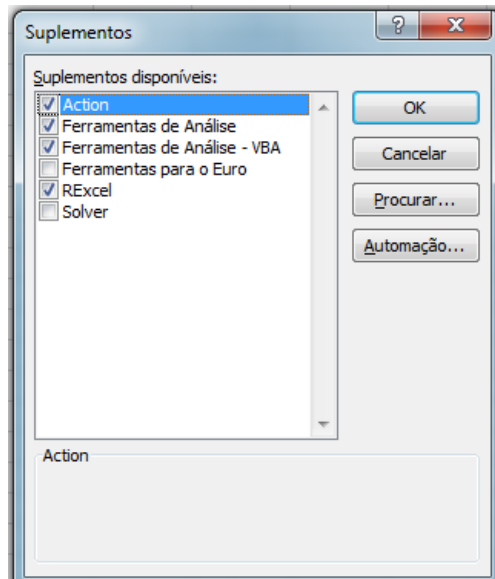 Suplementos
Suplementos disponíveis:
Action
Ferramentas de Análise
Ferramentas de Análise - VBA
Ferramentas para o Euro
RExcel
Solver
OK
Cancelar
Procurar...
Automação...
Action